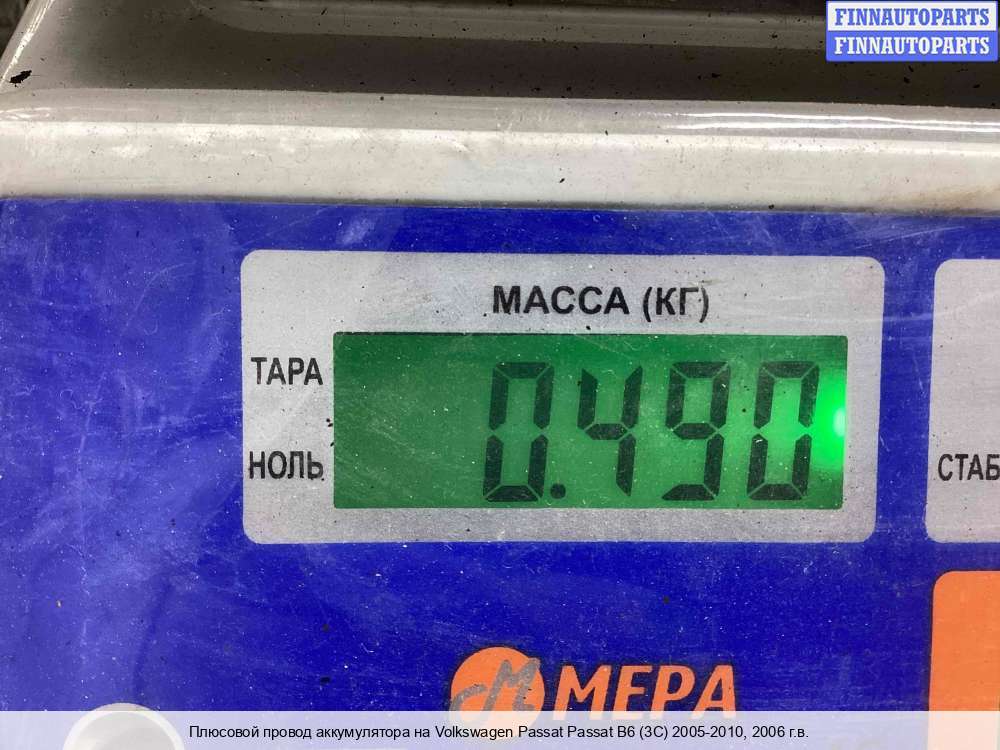 FINNAUTOPARTS
FINNAUTOPARTS
МАССА (КГ)
ТАРА
0.490
НОЛЬ
СТАБ
МЕРА
Плюсовой провод аккумулятора на Volkswagen Passat Passat B6 (3C) 2005-2010, 2006 г.в.